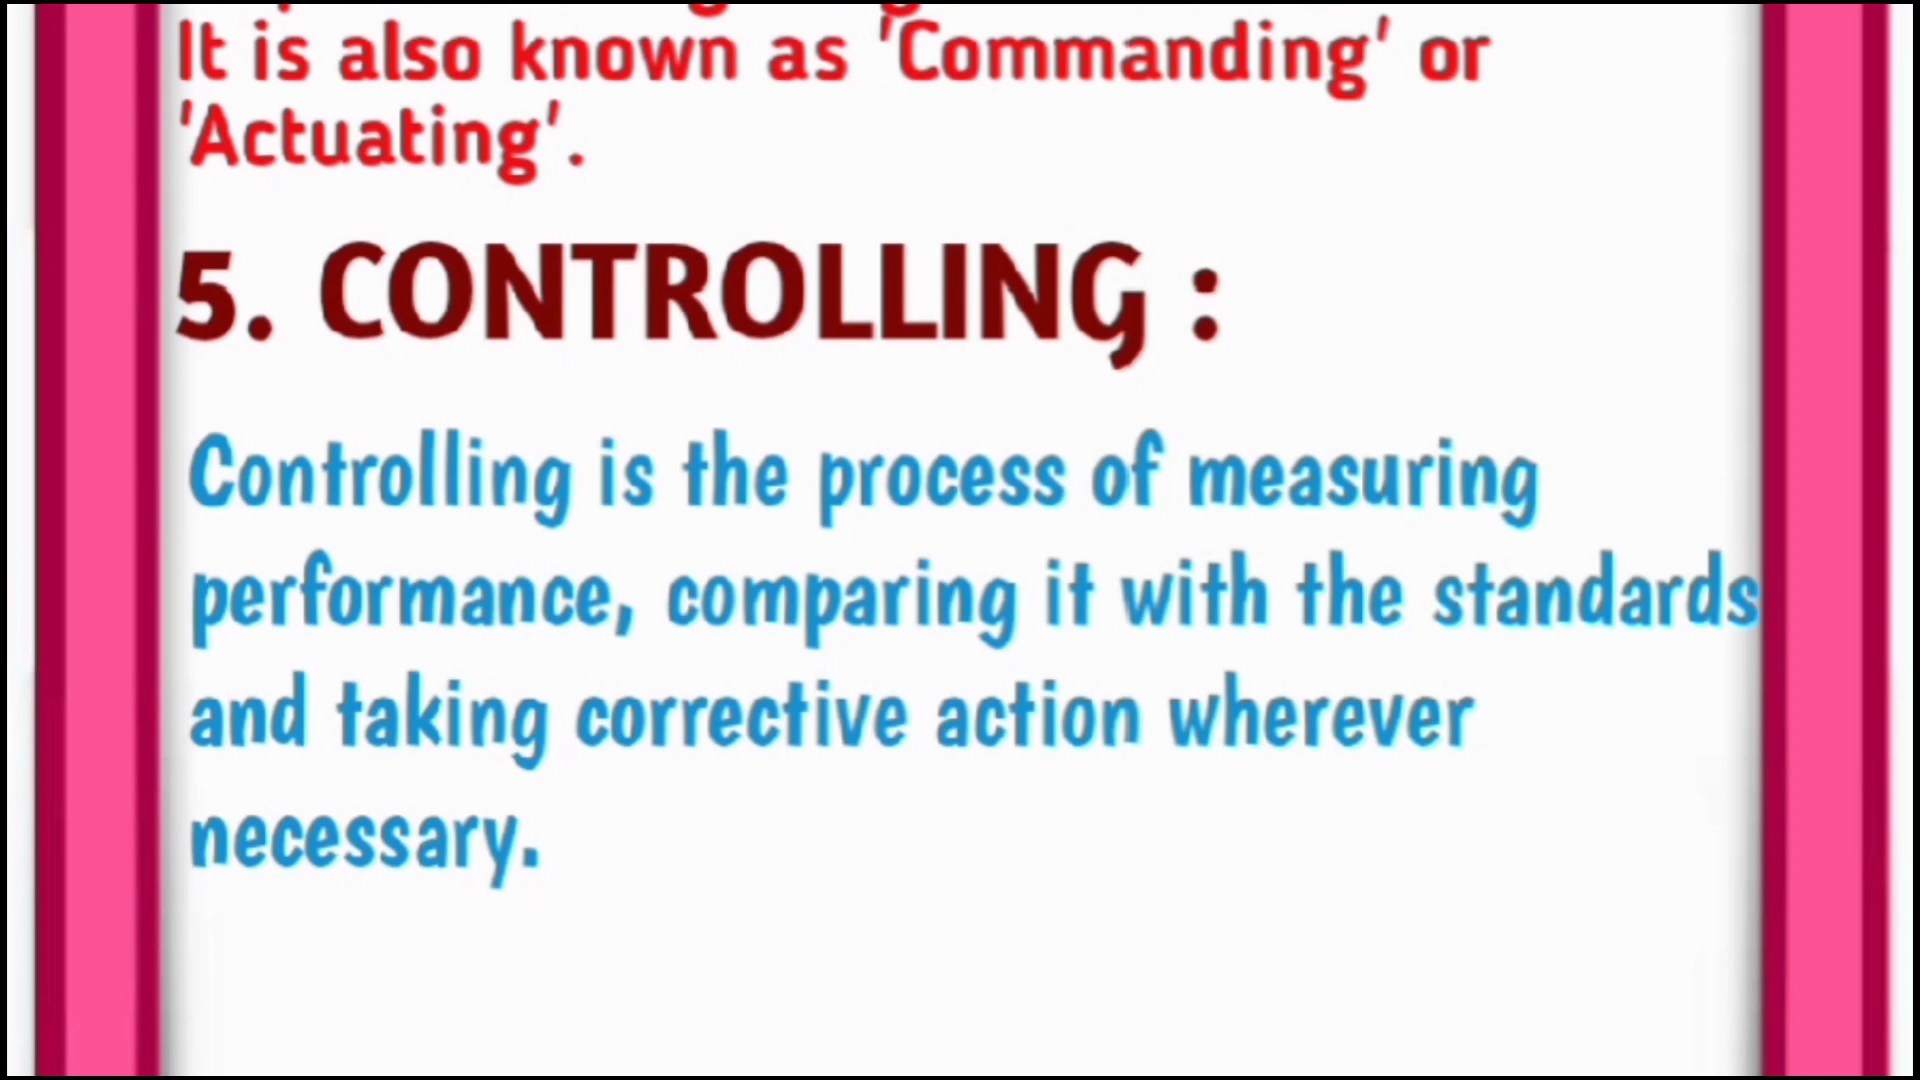 It is also known as 'Commanding' or
'Actuating'.
5. CONTROLLING :
Controlling is the process of measuring
performance, comparing it with the standards
and taking corrective action wherever
necessary.